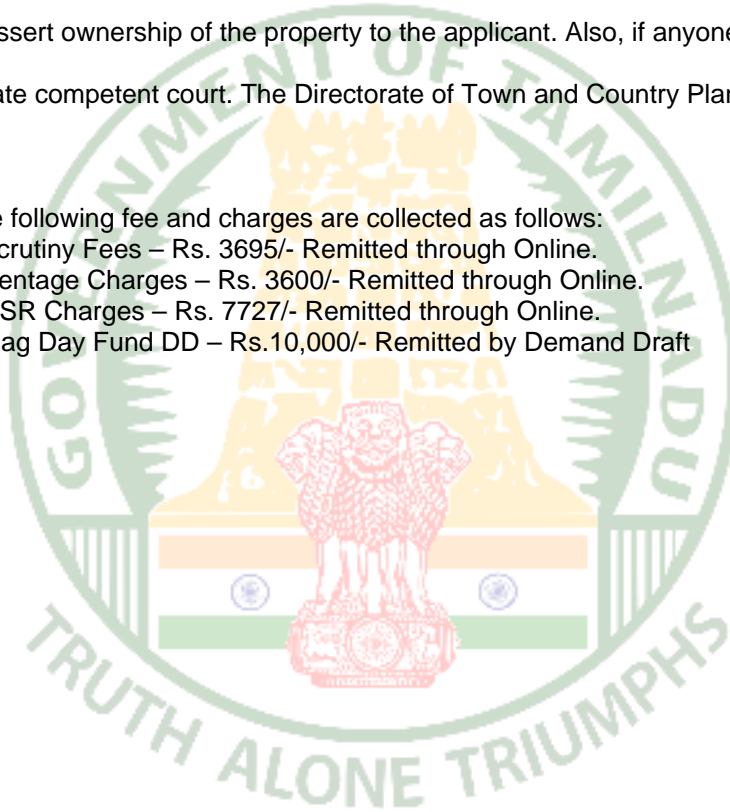 ssert ownership of the property to the applicant. Also, if anyone
ate competent court. The Directorate of Town and Country Plan
e following fee and charges are collected as follows:
crutiny Fees – Rs. 3695/- Remitted through Online.
entage Charges – Rs. 3600/- Remitted through Online.
SR Charges – Rs. 7727/- Remitted through Online.
ag Day Fund DD – Rs.10,000/- Remitted by Demand Draft
GOVERNMENT OF TAMILNADU
TRUTH ALONE TRIUMPHS